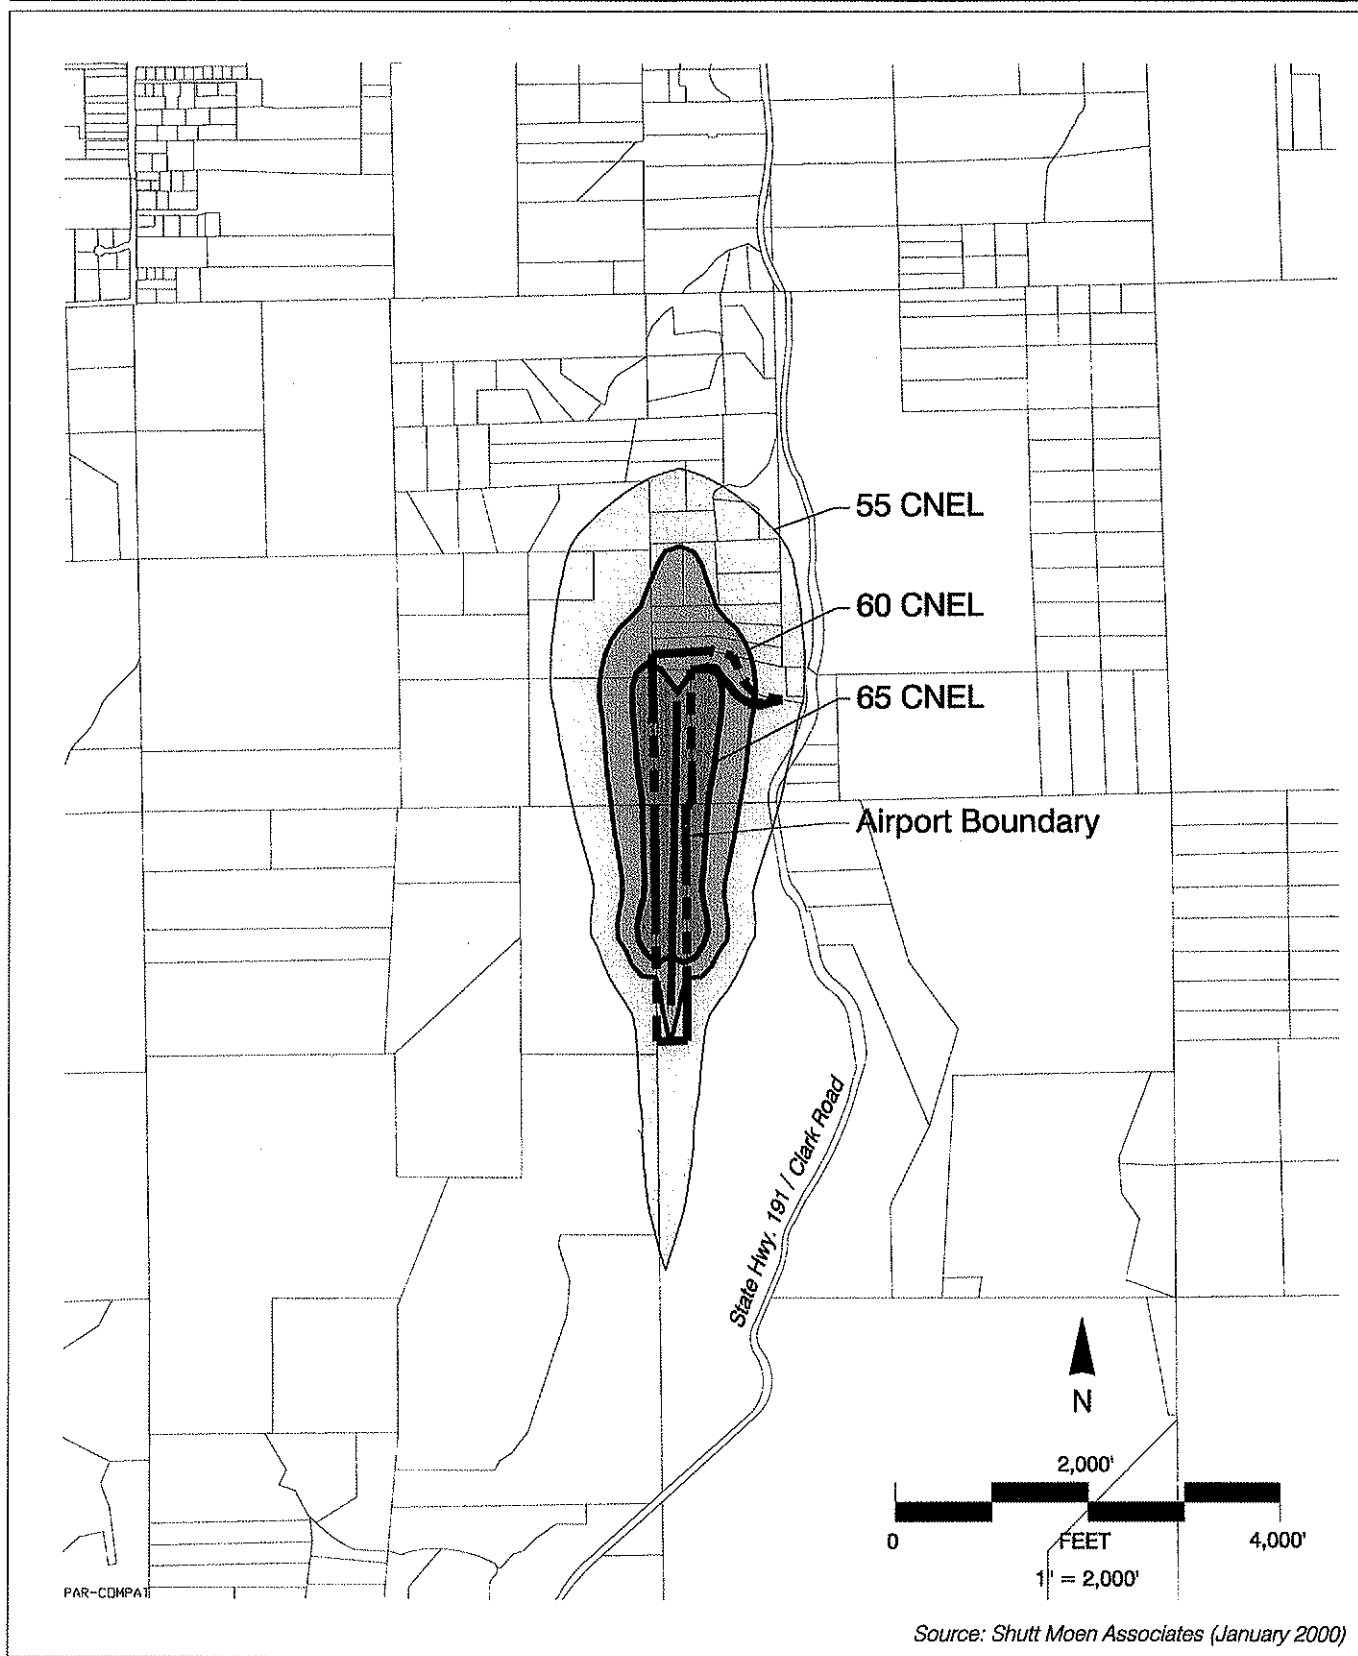 55 CNEL
60 CNEL
65 CNEL
Airport Boundary
State Hwy. 191 / Clark Road
N
2,000'
0
FEET
4,000'
1" = 2,000'
PAR-COMPAT
Source: Shutt Moen Associates (January 2000)